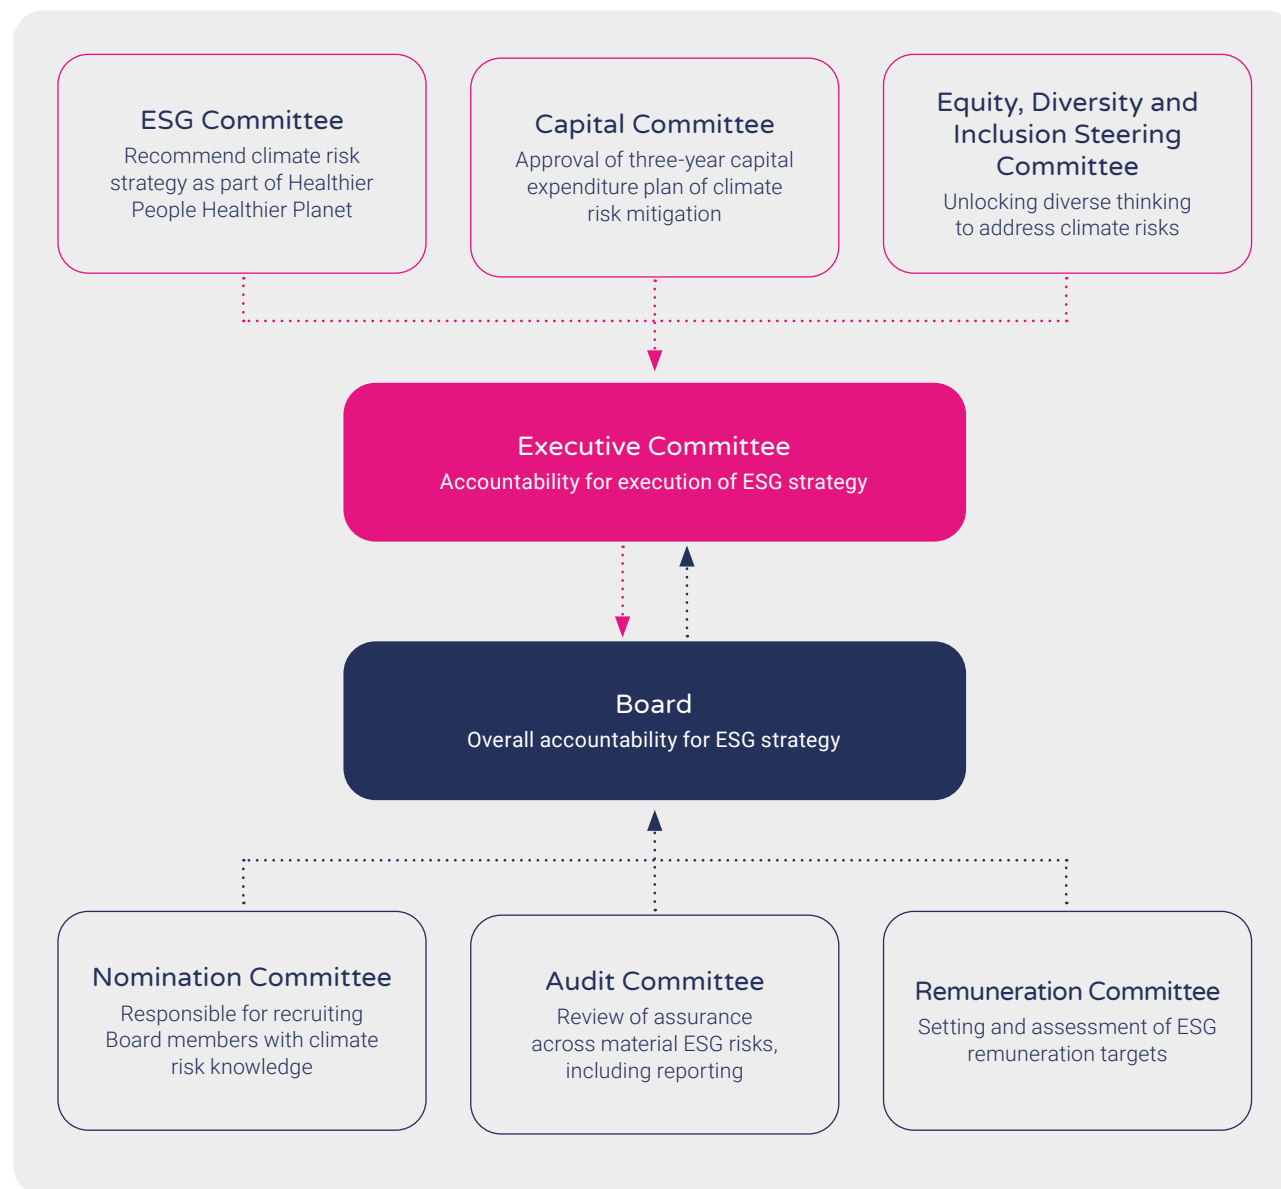 ESG Committee
Recommend climate risk
strategy as part of Healthier
People Healthier Planet
Capital Committee
Approval of three-year capital
expenditure plan of climate
risk mitigation
Equity, Diversity and
Inclusion Steering
Committee
Unlocking diverse thinking
to address climate risks
Executive Committee
Accountability for execution of ESG strategy
Board
Overall accountability for ESG strategy
Nomination Committee
Responsible for recruiting
Board members with climate
risk knowledge
Audit Committee
Review of assurance
across material ESG risks,
including reporting
Remuneration Committee
Setting and assessment of ESG
remuneration targets